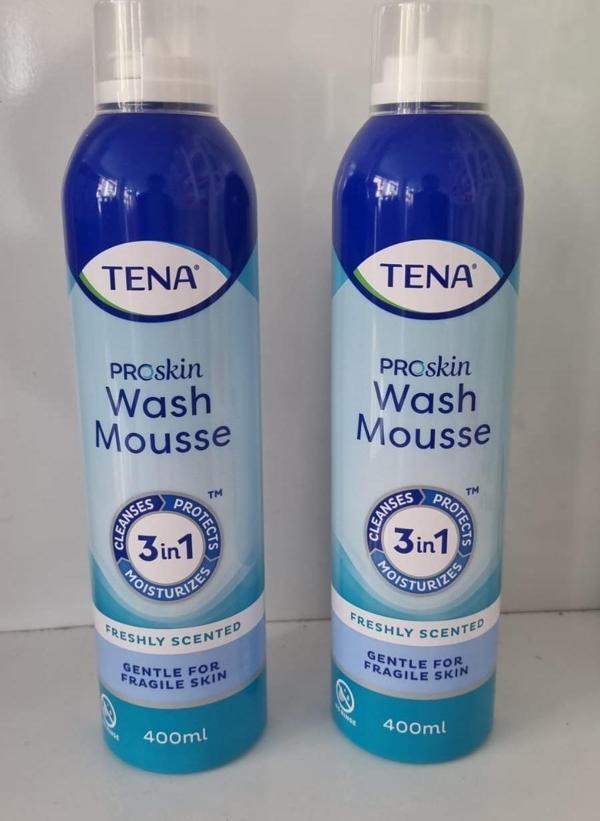 TENA®
PROskin
Wash
Mousse
CLEANSES PROTECTS MOISTURIZES ™
3in1
FRESHLY SCENTED
GENTLE FOR
FRAGILE SKIN
400ml
TENA®
PROskin
Wash
Mousse
CLEANSES PROTECTS MOISTURIZES ™
3in1
FRESHLY SCENTED
GENTLE FOR
FRAGILE SKIN
400ml